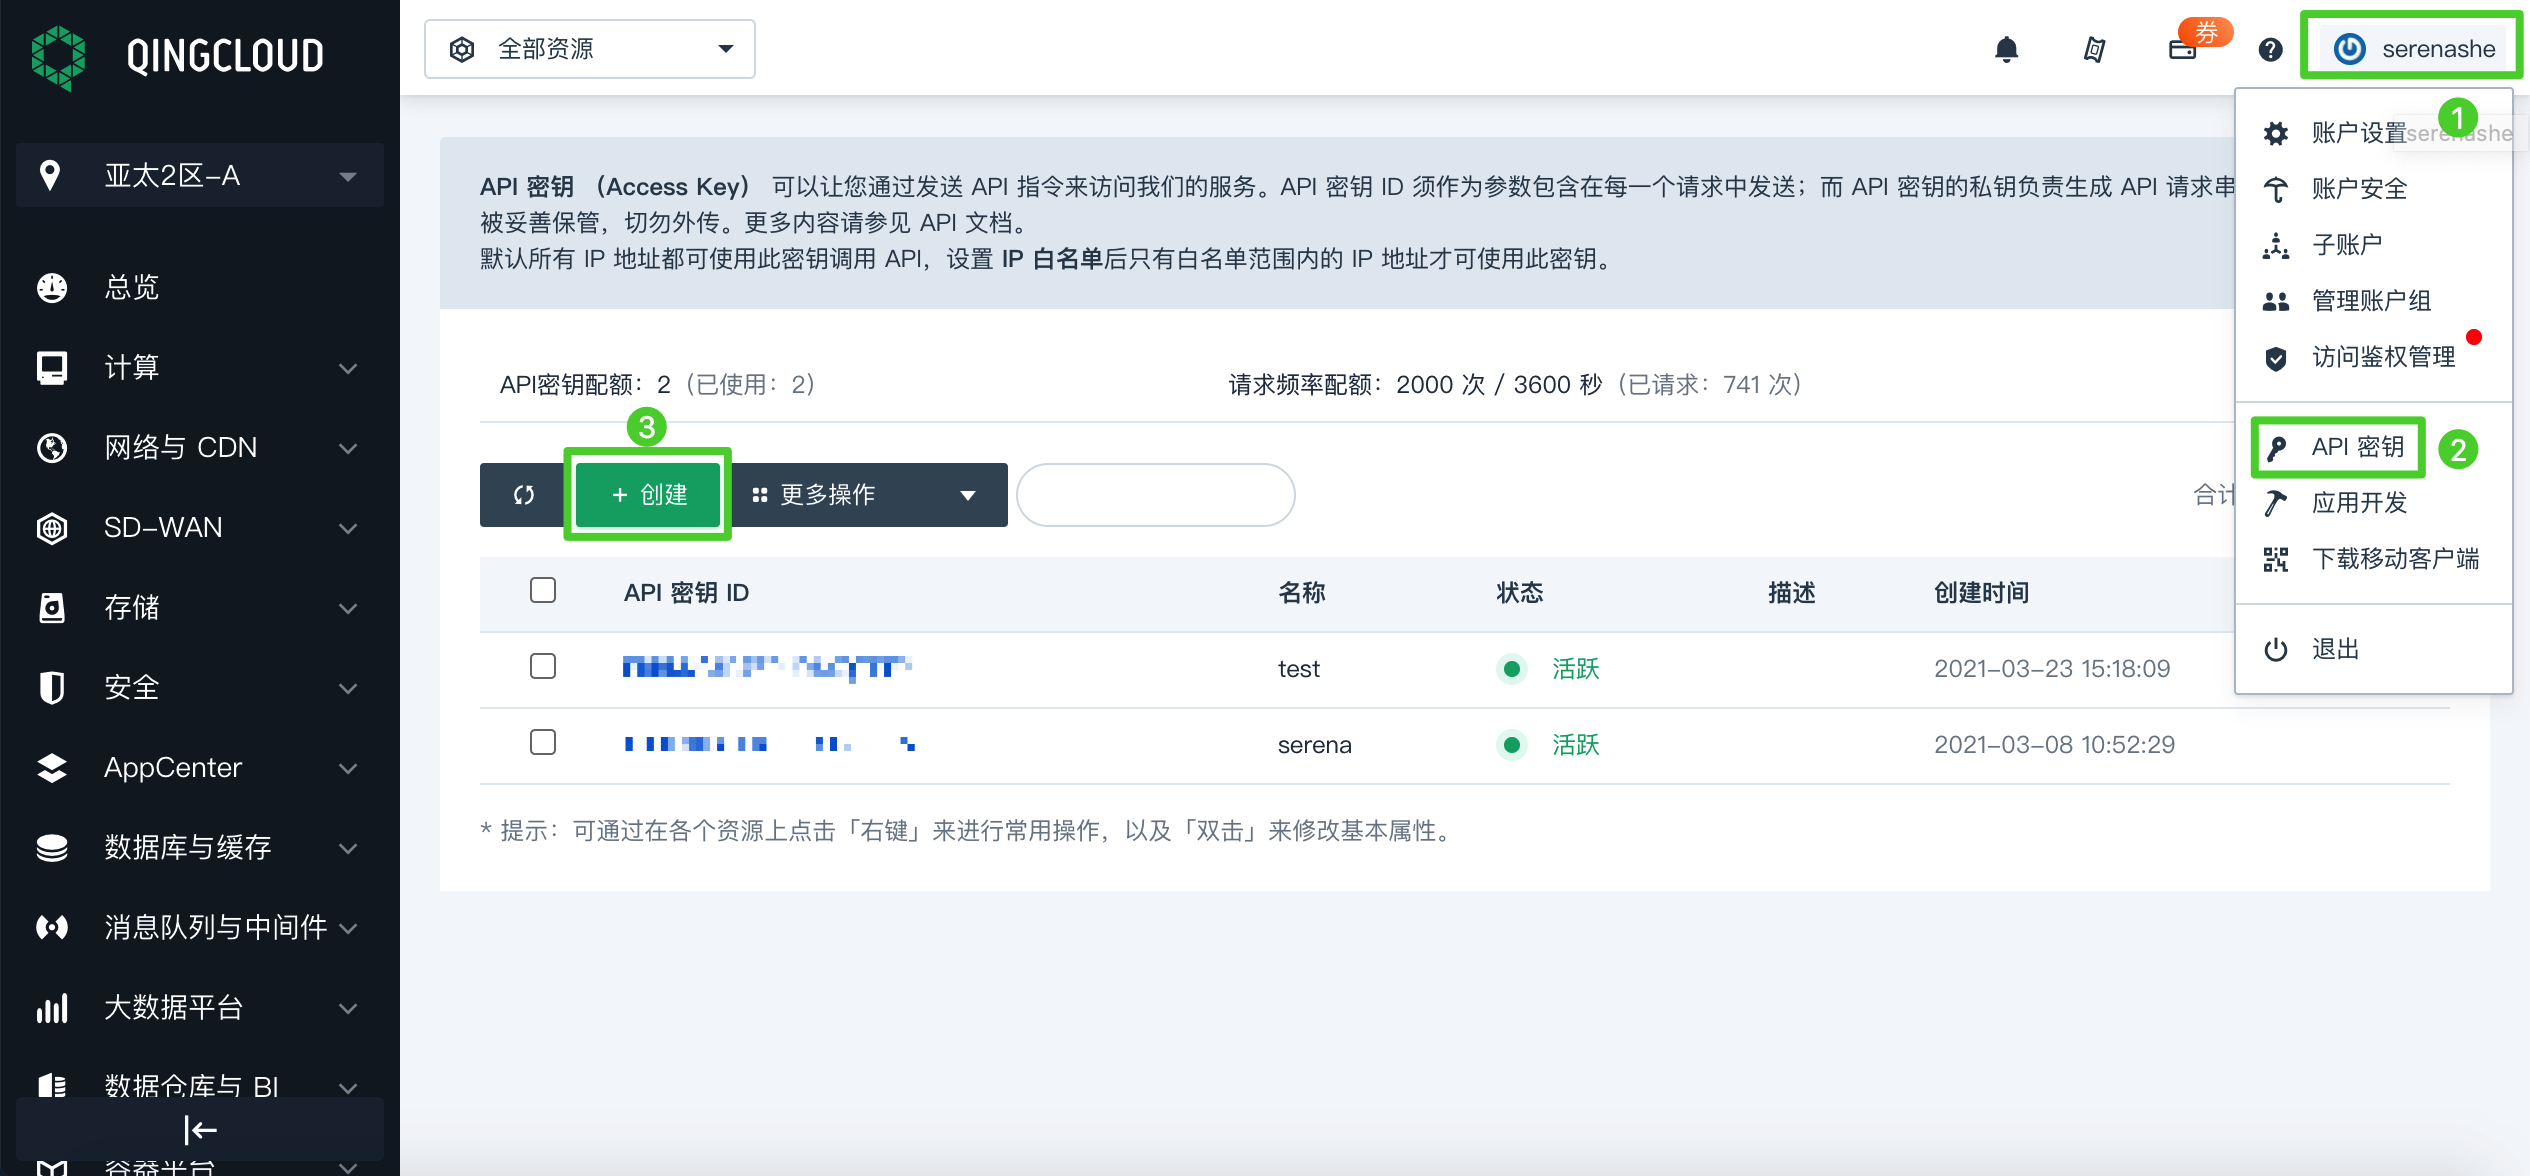 QINGCLOUD
全部资源
券
serenashe
亚太2区-A
总览
计算
网络与 CDN
SD-WAN
存储
安全
AppCenter
数据库与缓存
消息队列与中间件
大数据平台
数据仓库与 BI
容器平台
API 密钥 （Access Key） 可以让您通过发送 API 指令来访问我们的服务。API 密钥 ID 须作为参数包含在每一个请求中发送；而 API 密钥的私钥负责生成 API 请求串
被妥善保管，切勿外传。更多内容请参见 API 文档。
默认所有 IP 地址都可使用此密钥调用 API，设置 IP 白名单后只有白名单范围内的 IP 地址才可使用此密钥。
API密钥配额：2（已使用：2）
请求频率配额：2000 次 / 3600 秒（已请求：741 次）
3
+ 创建
更多操作
合计
API 密钥 ID 名称 状态 描述 创建时间
test 活跃 2021-03-23 15:18:09
serena 活跃 2021-03-08 10:52:29
* 提示：可通过在各个资源上点击「右键」来进行常用操作，以及「双击」来修改基本属性。
1
账户设置
serenashe
账户安全
子账户
管理账户组
访问鉴权管理
API 密钥
2
应用开发
下载移动客户端
退出